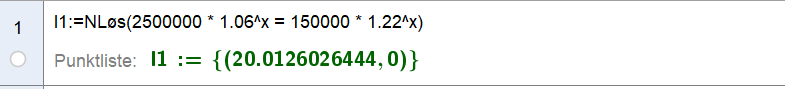 1
l1:=NLøs(2500000 * 1.06^x = 150000 * 1.22^x)
Punktliste: l1 := {(20.0126026444, 0)}